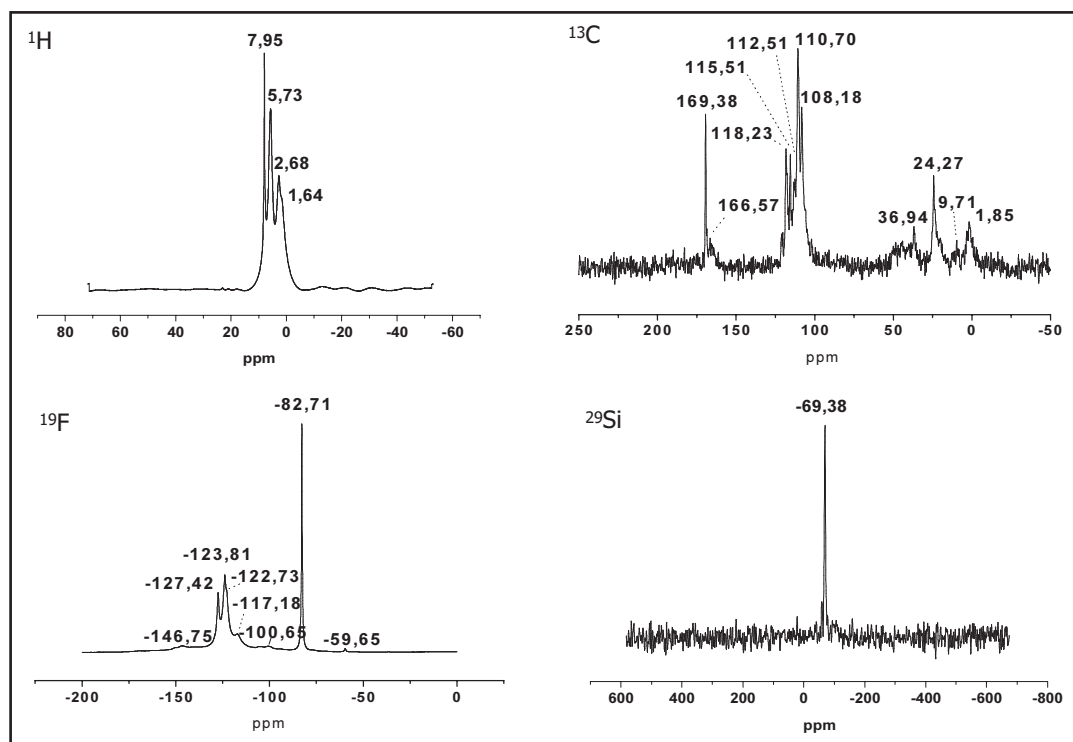 ¹H
7,95
5,73
2,68
1,64
80 60 40 20 0 -20 -40 -60
ppm
¹³C
112,51 110,70
115,51
108,18
169,38
118,23
166,57
24,27
36,94 9,71 1,85
250 200 150 100 50 0 -50
ppm
¹⁹F
-82,71
-123,81
-127,42 -122,73
-117,18
-146,75 -100,65 -59,65
-200 -150 -100 -50 0
ppm
²⁹Si
-69,38
600 400 200 0 -200 -400 -600 -800
ppm